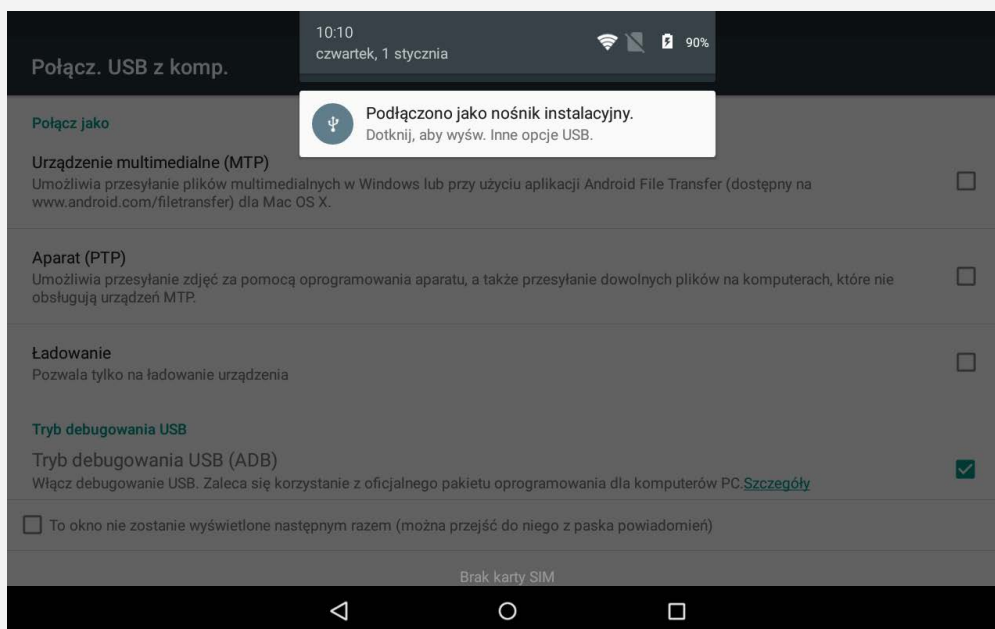 10:10
czwartek, 1 stycznia
90%
Połącz. USB z komp.
Podłączono jako nośnik instalacyjny.
Dotknij, aby wyśw. Inne opcje USB.
Połącz jako
Urządzenie multimedialne (MTP)
Umożliwia przesyłanie plików multimedialnych w Windows lub przy użyciu aplikacji Android File Transfer (dostępny na
www.android.com/filetransfer) dla Mac OS X.
Aparat (PTP)
Umożliwia przesyłanie zdjęć za pomocą oprogramowania aparatu, a także przesyłanie dowolnych plików na komputerach, które nie
obsługują urządzeń MTP.
Ładowanie
Pozwala tylko na ładowanie urządzenia
Tryb debugowania USB
Tryb debugowania USB (ADB)
Włącz debugowanie USB. Zaleca się korzystanie z oficjalnego pakietu oprogramowania dla komputerów PC.Szczegóły
To okno nie zostanie wyświetlone następnym razem (można przejść do niego z paska powiadomień)
Brak karty SIM